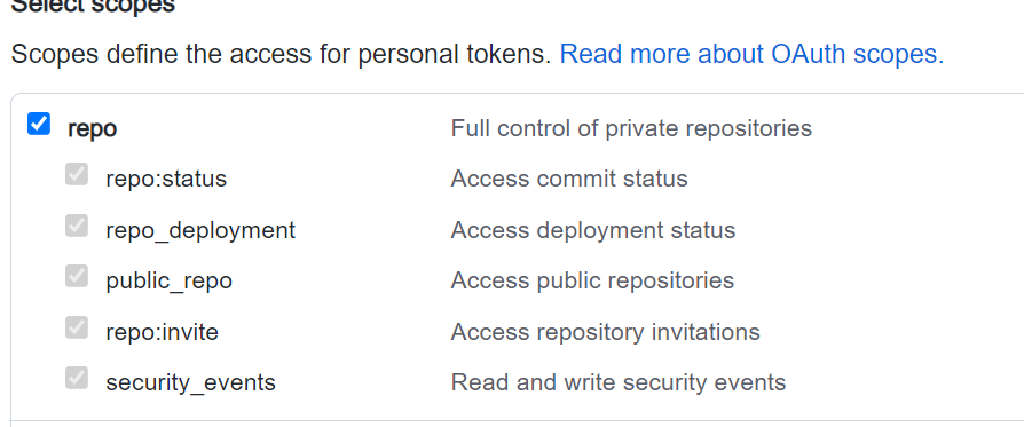 Select scopes
Scopes define the access for personal tokens. Read more about OAuth scopes.
repo Full control of private repositories
repo:status Access commit status
repo_deployment Access deployment status
public_repo Access public repositories
repo:invite Access repository invitations
security_events Read and write security events